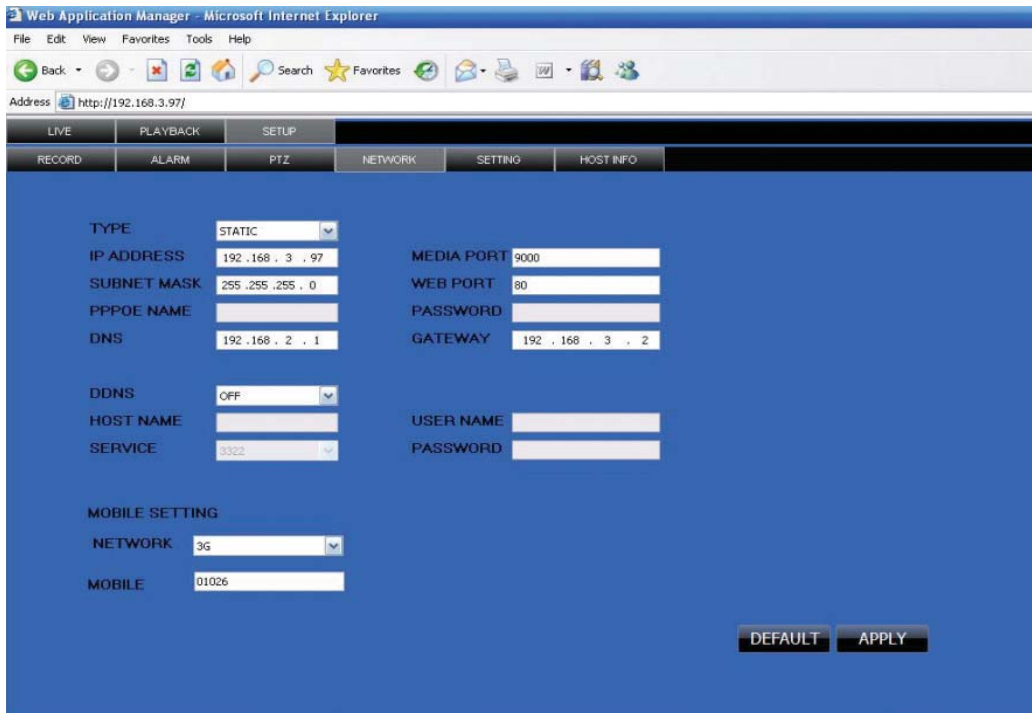 Web Application Manager - Microsoft Internet Explorer
File Edit View Favorites Tools Help
Back Search Favorites
Address http://192.168.3.97/
LIVE PLAYBACK SETUP
RECORD ALARM PTZ NETWORK SETTING HOST INFO
TYPE STATIC
IP ADDRESS 192 .168 . 3 . 97 MEDIA PORT 9000
SUBNET MASK 255 .255 .255 . 0 WEB PORT 80
PPPOE NAME PASSWORD
DNS 192 .168 . 2 . 1 GATEWAY 192 . 168 . 3 . 2
DDNS OFF
HOST NAME USER NAME
SERVICE 3322 PASSWORD
MOBILE SETTING
NETWORK 3G
MOBILE 01026
DEFAULT APPLY